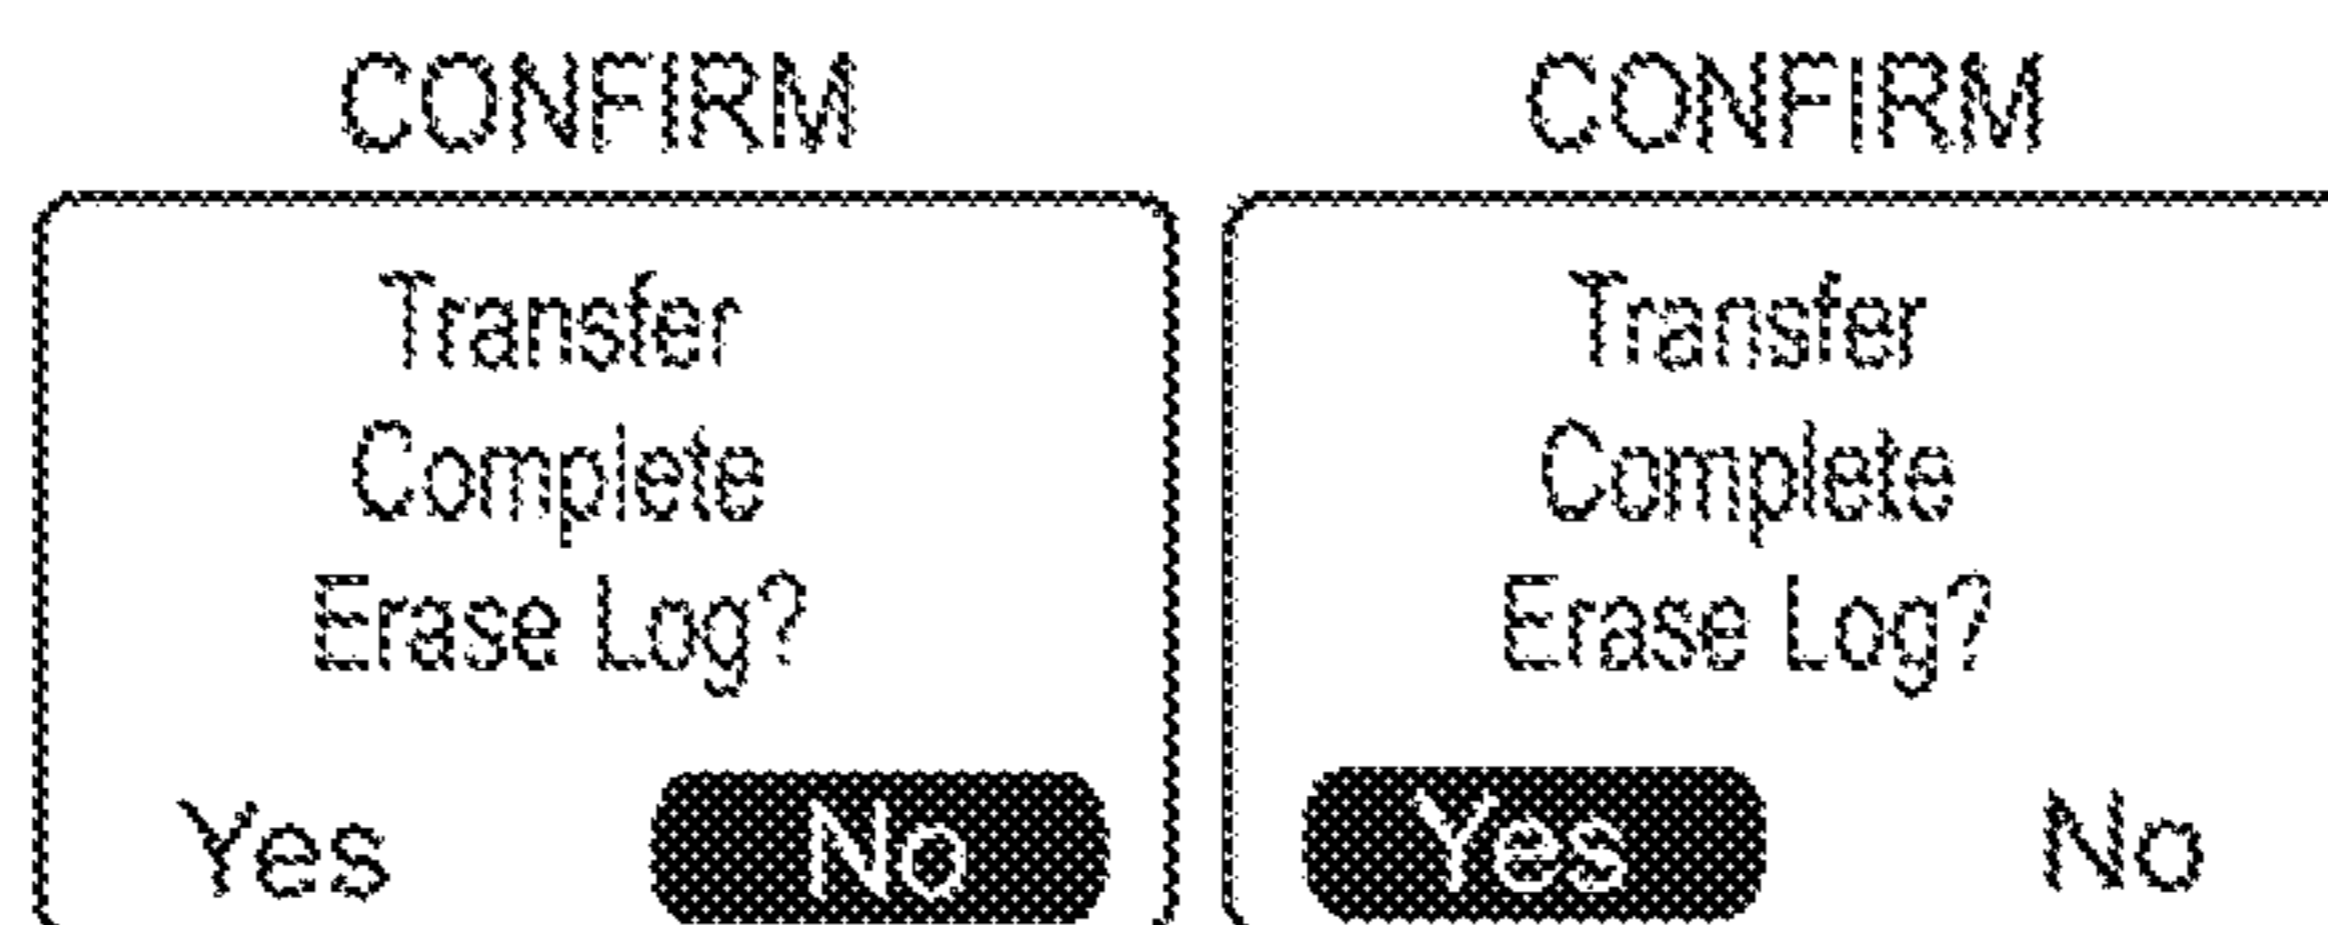 CONFIRM
Transfer
Complete
Erase Log?
Yes No
CONFIRM
Transfer
Complete
Erase Log?
Yes No